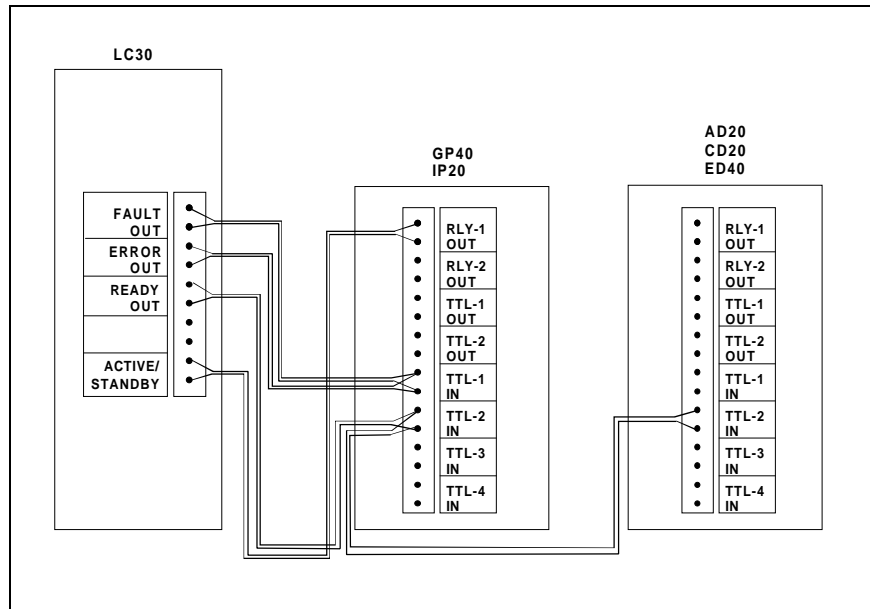 LC30
FAULT
OUT
ERROR
OUT
READY
OUT
ACTIVE/
STANDBY
GP40
IP20
RLY-1
OUT
RLY-2
OUT
TTL-1
OUT
TTL-2
OUT
TTL-1
IN
TTL-2
IN
TTL-3
IN
TTL-4
IN
AD20
CD20
ED40
RLY-1
OUT
RLY-2
OUT
TTL-1
OUT
TTL-2
OUT
TTL-1
IN
TTL-2
IN
TTL-3
IN
TTL-4
IN